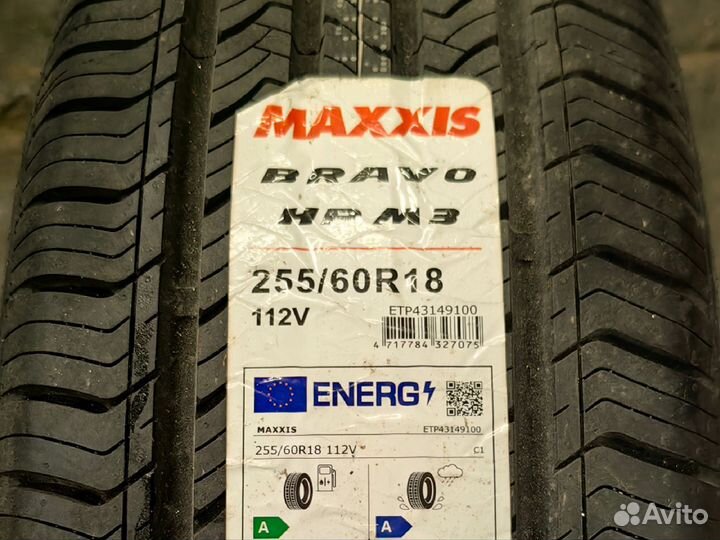 MAXXIS
BRAVO
HP M3
255/60R18
112V
ETP43149100
4 717784 327075
ENERG
MAXXIS
ETP43149100
255/60R18 112V
C1
A
A
Avito